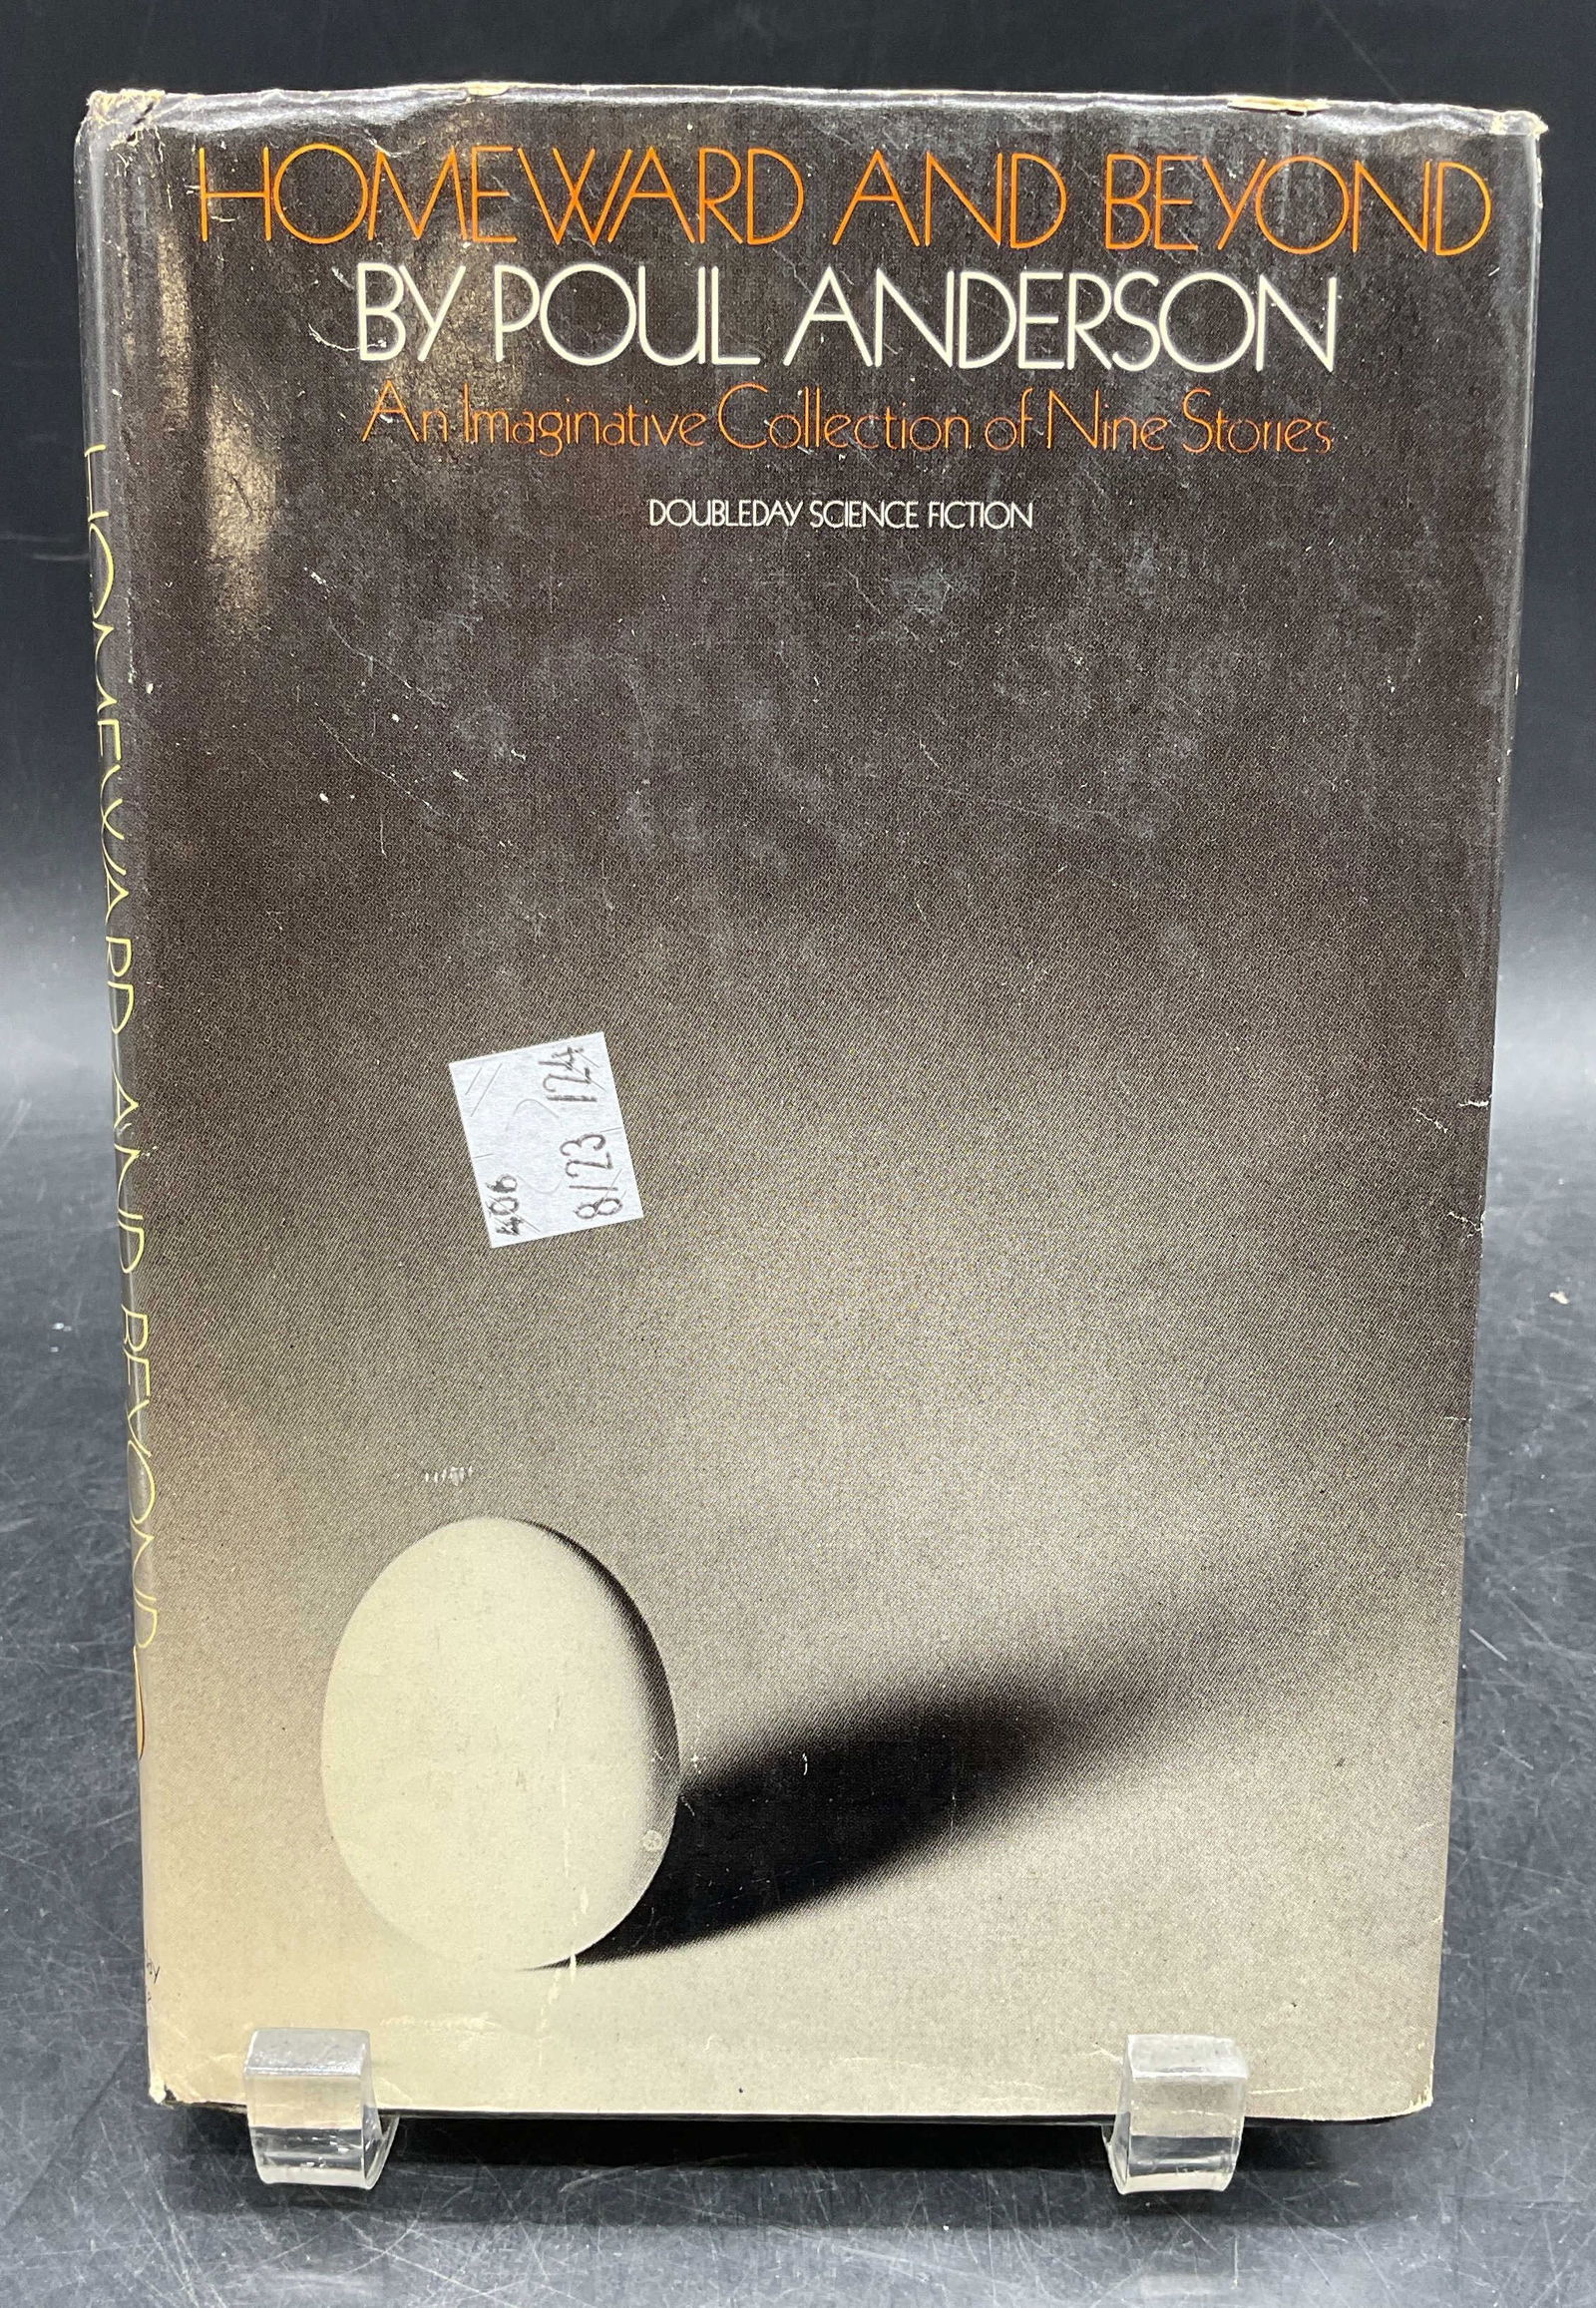 HOMEWARD AND BEYOND
BY POUL ANDERSON
An Imaginative Collection of Nine Stories
DOUBLEDAY SCIENCE FICTION
HOMEWARD AND BEYOND
406
8/23 124